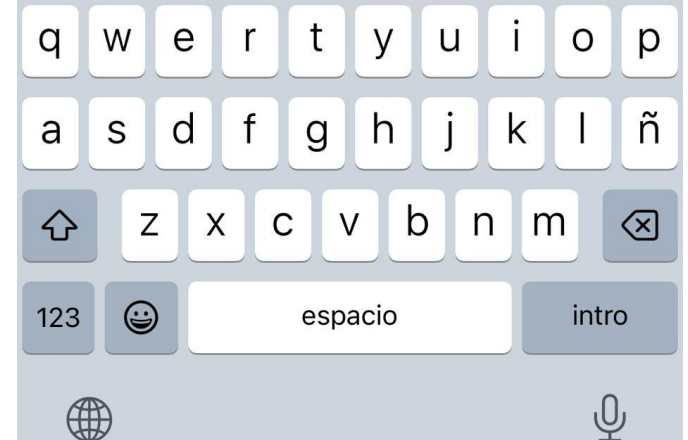 q w e r t y u i o p
a s d f g h j k l ñ
z x c v b n m
123 espacio intro